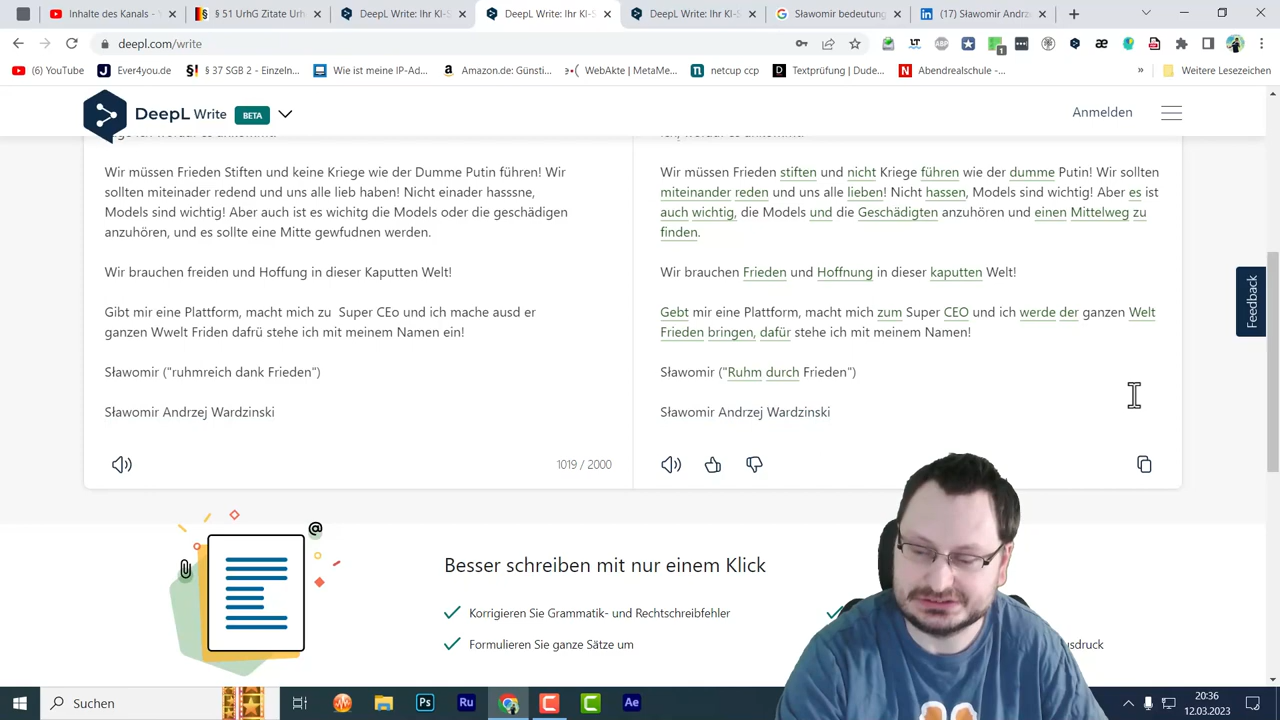 Inhalte des Kanals - Y
§ 51 UrhG Zitate Urh
DeepL Write: Ihr KI-S
DeepL Write: Ihr KI-S
DeepL Write: Ihr KI-S
Sławomir bedeutung
(17) Sławomir Andrz
deepl.com/write
(6) YouTube
Ever4you.de
§ 37 SGB 2 - Einzeln...
Wie ist meine IP-Ad...
Amazon.de: Günsti...
WebAkte | MetaMe...
netcup ccp
Textprüfung | Dude...
Abendrealschule -...
»
Weitere Lesezeichen
DeepL Write BETA
Anmelden
Wir müssen Frieden Stiften und keine Kriege wie der Dumme Putin führen! Wir
sollten miteinader redend und uns alle lieb haben! Nicht einader hasssne,
Models sind wichtig! Aber auch ist es wichitg die Models oder die geschädigen
anzuhören, und es sollte eine Mitte gewfudnen werden.
Wir brauchen freiden und Hoffung in dieser Kaputten Welt!
Gibt mir eine Plattform, macht mich zu  Super CEo und ich mache ausd er
ganzen Wwelt Friden dafrü stehe ich mit meinem Namen ein!
Sławomir ("ruhmreich dank Frieden")
Sławomir Andrzej Wardzinski
1019 / 2000
Wir müssen Frieden stiften und nicht Kriege führen wie der dumme Putin! Wir sollten
miteinander reden und uns alle lieben! Nicht hassen, Models sind wichtig! Aber es ist
auch wichtig, die Models und die Geschädigten anzuhören und einen Mittelweg zu
finden.
Wir brauchen Frieden und Hoffnung in dieser kaputten Welt!
Gebt mir eine Plattform, macht mich zum Super CEO und ich werde der ganzen Welt
Frieden bringen, dafür stehe ich mit meinem Namen!
Sławomir ("Ruhm durch Frieden")
Sławomir Andrzej Wardzinski
Feedback
Besser schreiben mit nur einem Klick
Korrigieren Sie Grammatik- und Rechtschreibfehler
Formulieren Sie ganze Sätze um
Suchen
20:36
12.03.2023